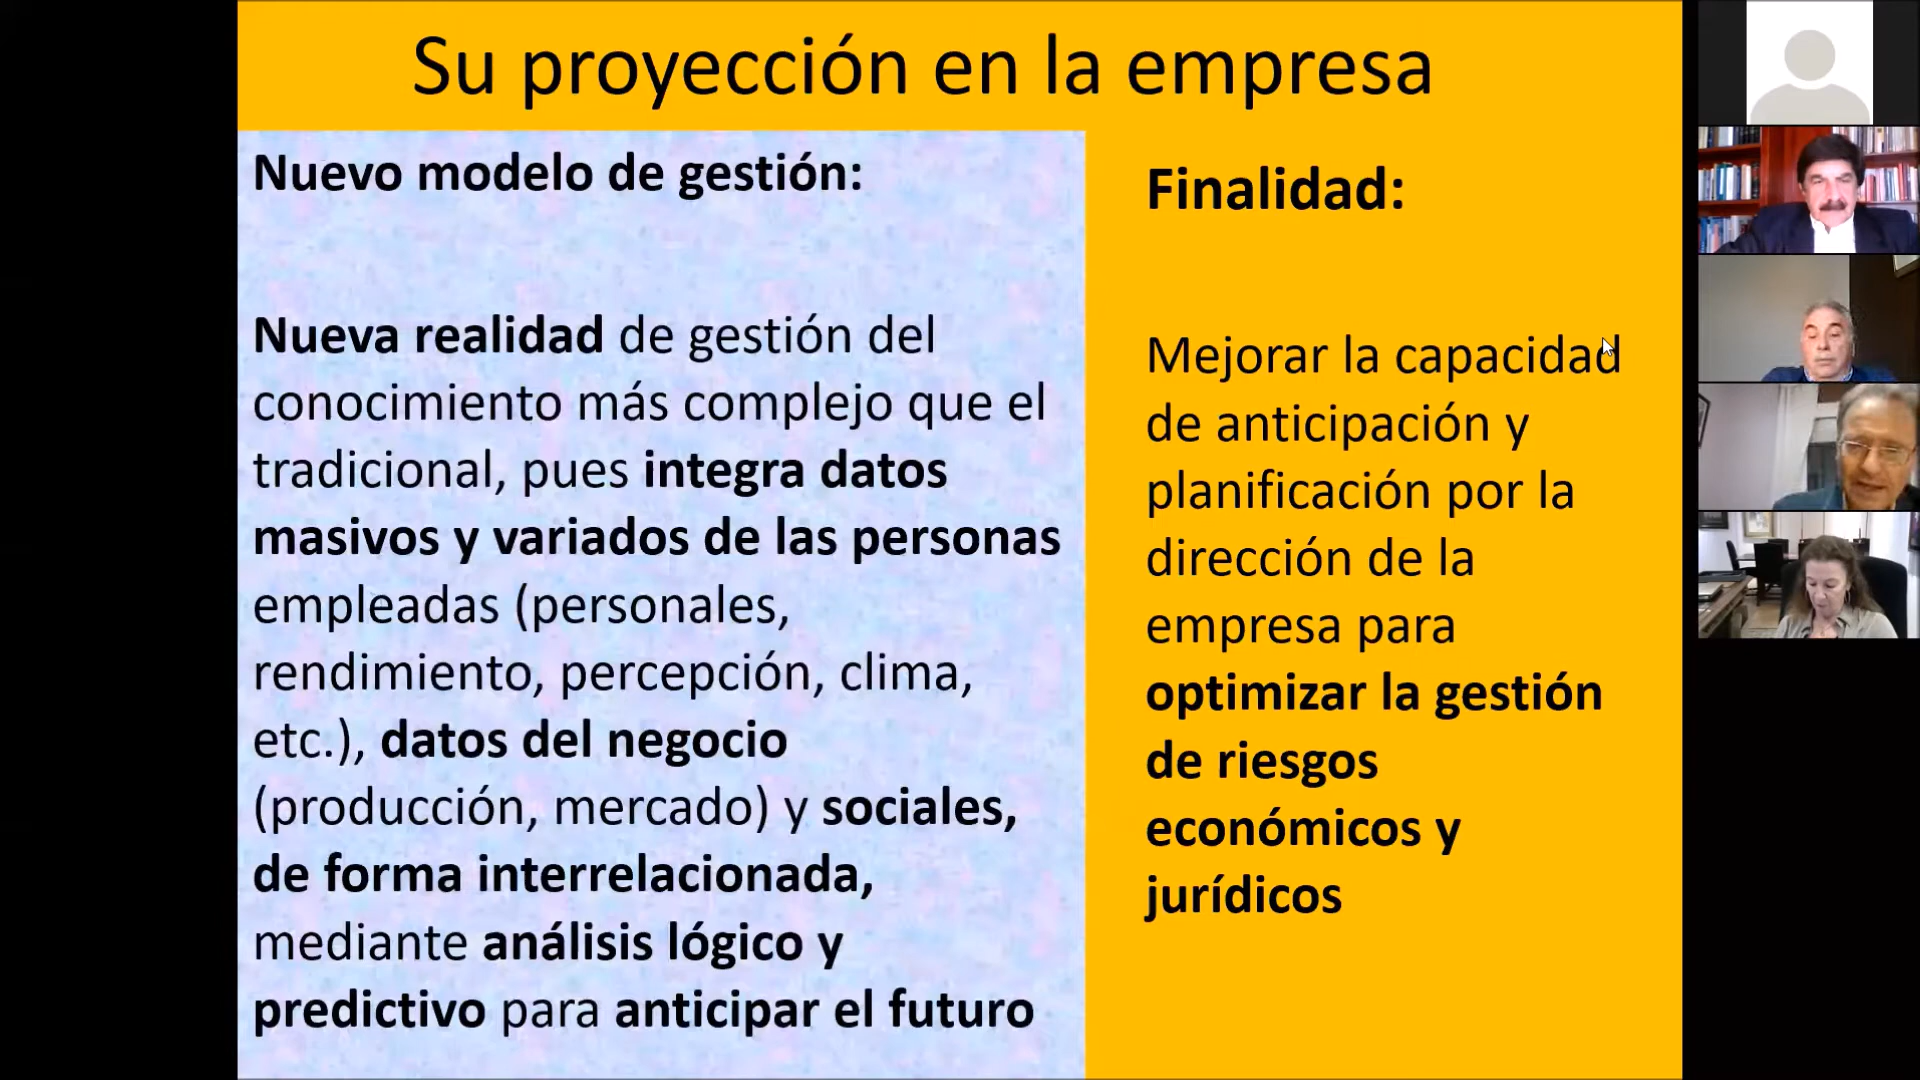 Su proyección en la empresa
Nuevo modelo de gestión:
Nueva realidad de gestión del
conocimiento más complejo que el
tradicional, pues integra datos
masivos y variados de las personas
empleadas (personales,
rendimiento, percepción, clima,
etc.), datos del negocio
(producción, mercado) y sociales,
de forma interrelacionada,
mediante análisis lógico y
predictivo para anticipar el futuro
Finalidad:
Mejorar la capacidad
de anticipación y
planificación por la
dirección de la
empresa para
optimizar la gestión
de riesgos
económicos y
jurídicos